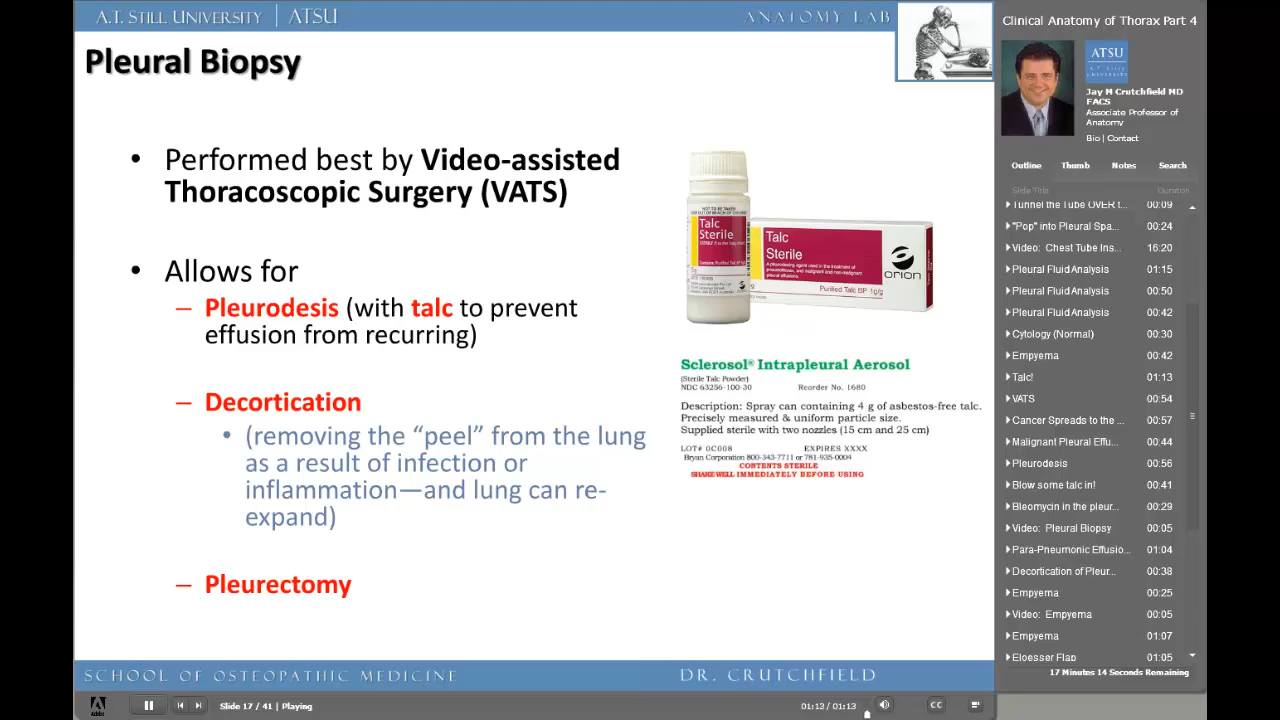 A.T. STILL UNIVERSITY | ATSU
ANATOMY LAB
Pleural Biopsy
• Performed best by Video-assisted
Thoracoscopic Surgery (VATS)
• Allows for
– Pleurodesis (with talc to prevent
effusion from recurring)
– Decortication
• (removing the “peel” from the lung
as a result of infection or
inflammation—and lung can re-
expand)
– Pleurectomy
Talc
Sterile
Talc
Sterile
Purified Talc BP 1g/g
orion
Sclerosol® Intrapleural Aerosol
(Sterile Talc Powder)
NDC 63256-100-30 Reorder No. 1680
Description: Spray can containing 4 g of asbestos-free talc.
Precisely measured & uniform particle size.
Supplied sterile with two nozzles (15 cm and 25 cm)
LOT# 0C008 EXPIRES XXXX
Bryan Corporation 800-343-7711 or 781-935-0004
CONTENTS STERILE
SHAKE WELL IMMEDIATELY BEFORE USING
SCHOOL OF OSTEOPATHIC MEDICINE
DR. CRUTCHFIELD
Slide 17 / 41 | Playing
01:13 / 01:13
CC
Adobe
Clinical Anatomy of Thorax Part 4
ATSU
A.T. STILL
UNIVERSITY
Jay M Crutchfield MD
FACS
Associate Professor of
Anatomy
Bio | Contact
Outline Thumb Notes Search
Slide Title Duration
Tunnel the Tube OVER t... 00:09
"Pop" into Pleural Spa... 00:24
Video: Chest Tube Ins... 16:20
Pleural Fluid Analysis 01:15
Pleural Fluid Analysis 00:50
Pleural Fluid Analysis 00:42
Cytology (Normal) 00:30
Empyema 00:42
Talc! 01:13
VATS 00:54
Cancer Spreads to the ... 00:57
Malignant Pleural Effu... 00:44
Pleurodesis 00:56
Blow some talc in! 00:41
Bleomycin in the pleur... 00:29
Video: Pleural Biopsy 00:05
Para-Pneumonic Effusio... 01:04
Decortication of Pleur... 00:38
Empyema 00:25
Video: Empyema 00:05
Empyema 01:07
Eloesser Flap 01:05
17 Minutes 14 Seconds Remaining